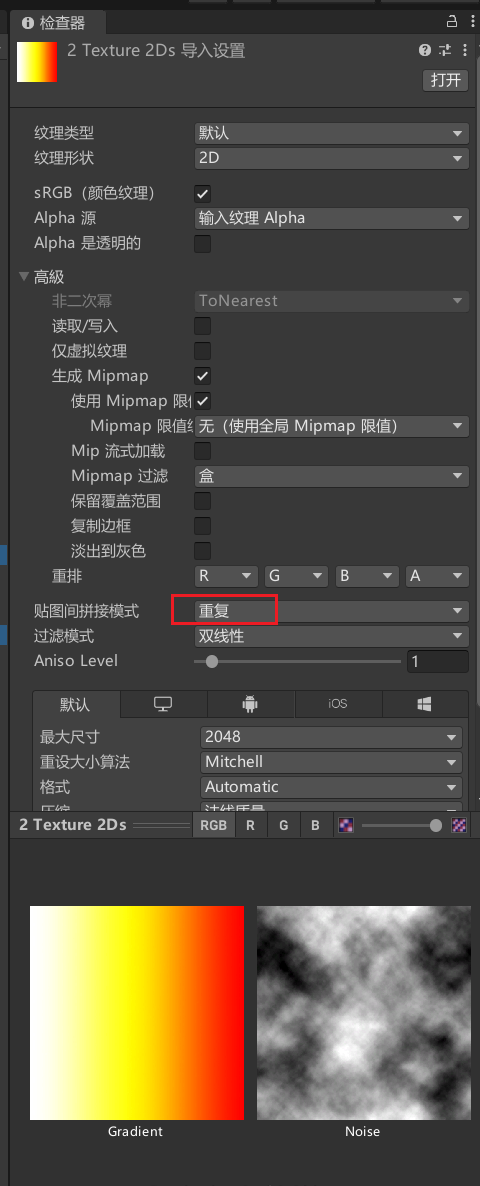 检查器
2 Texture 2Ds 导入设置
打开
纹理类型 默认
纹理形状 2D
sRGB（颜色纹理） 
Alpha 源 输入纹理 Alpha
Alpha 是透明的
高级
非二次幂 ToNearest
读取/写入
仅虚拟纹理
生成 Mipmap
使用 Mipmap 限
Mipmap 限值 无（使用全局 Mipmap 限值）
Mip 流式加载
Mipmap 过滤 盒
保留覆盖范围
复制边框
淡出到灰色
重排 R G B A
贴图间拼接模式 重复
过滤模式 双线性
Aniso Level 1
默认 iOS
最大尺寸 2048
重设大小算法 Mitchell
格式 Automatic
压缩 法线质量
2 Texture 2Ds RGB R G B
Gradient Noise